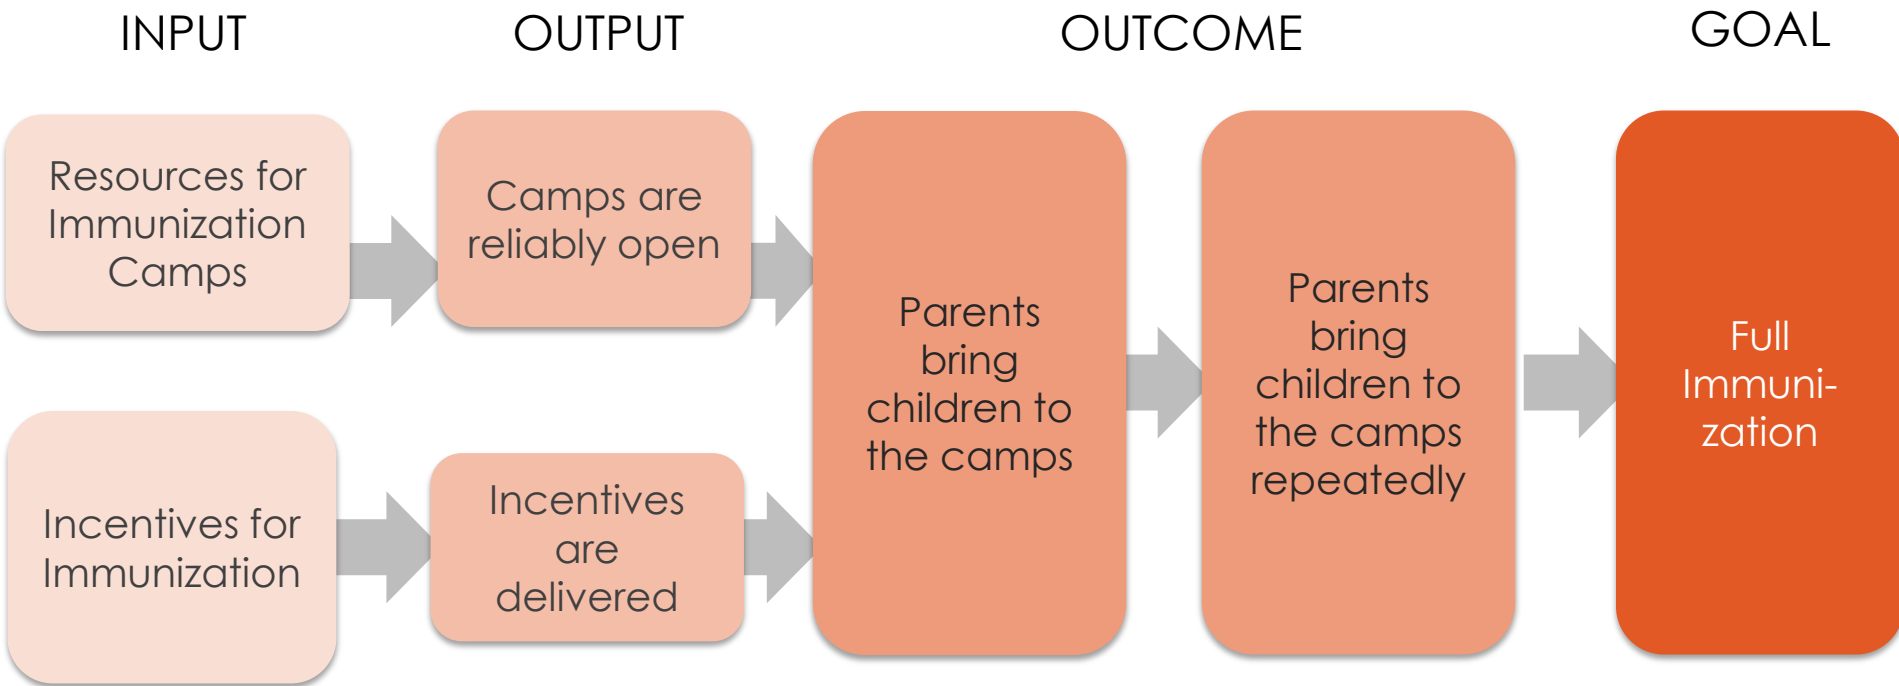 INPUT
OUTPUT
OUTCOME
GOAL
Resources for
Immunization
Camps
Camps are
reliably open
Incentives for
Immunization
Incentives
are
delivered
Parents
bring
children to
the camps
Parents
bring
children to
the camps
repeatedly
Full
Immuni-
zation